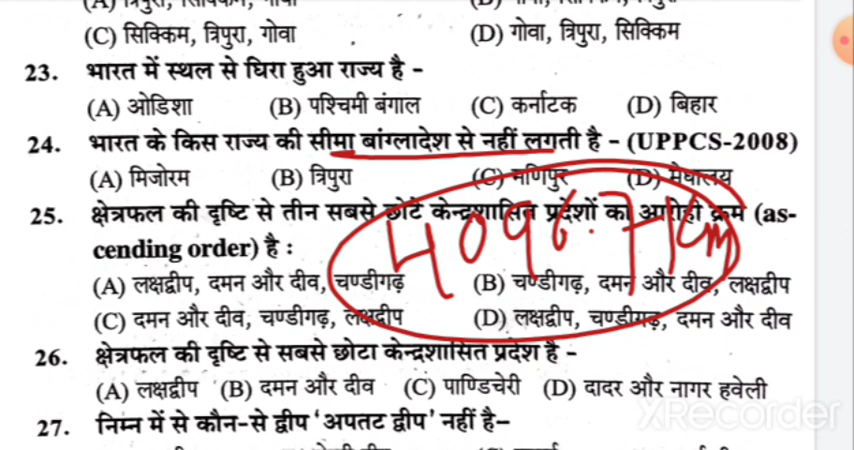 (C) सिक्किम, त्रिपुरा, गोवा (D) गोवा, त्रिपुरा, सिक्किम
23. भारत में स्थल से घिरा हुआ राज्य है -
(A) ओडिशा (B) पश्चिमी बंगाल (C) कर्नाटक (D) बिहार
24. भारत के किस राज्य की सीमा बांग्लादेश से नहीं लगती है - (UPPCS-2008)
(A) मिजोरम (B) त्रिपुरा (C) मणिपुर (D) मेघालय
25. क्षेत्रफल की दृष्टि से तीन सबसे छोटे केन्द्रशासित प्रदेशों का आरोही क्रम (as-
cending order) है :
4096.7 km
(A) लक्षद्वीप, दमन और दीव, चण्डीगढ़ (B) चण्डीगढ़, दमन और दीव, लक्षद्वीप
(C) दमन और दीव, चण्डीगढ़, लक्षद्वीप (D) लक्षद्वीप, चण्डीगढ़, दमन और दीव
26. क्षेत्रफल की दृष्टि से सबसे छोटा केन्द्रशासित प्रदेश है -
(A) लक्षद्वीप (B) दमन और दीव (C) पाण्डिचेरी (D) दादर और नागर हवेली
XRecorder
27. निम्न में से कौन-से द्वीप 'अपतट द्वीप' नहीं है–